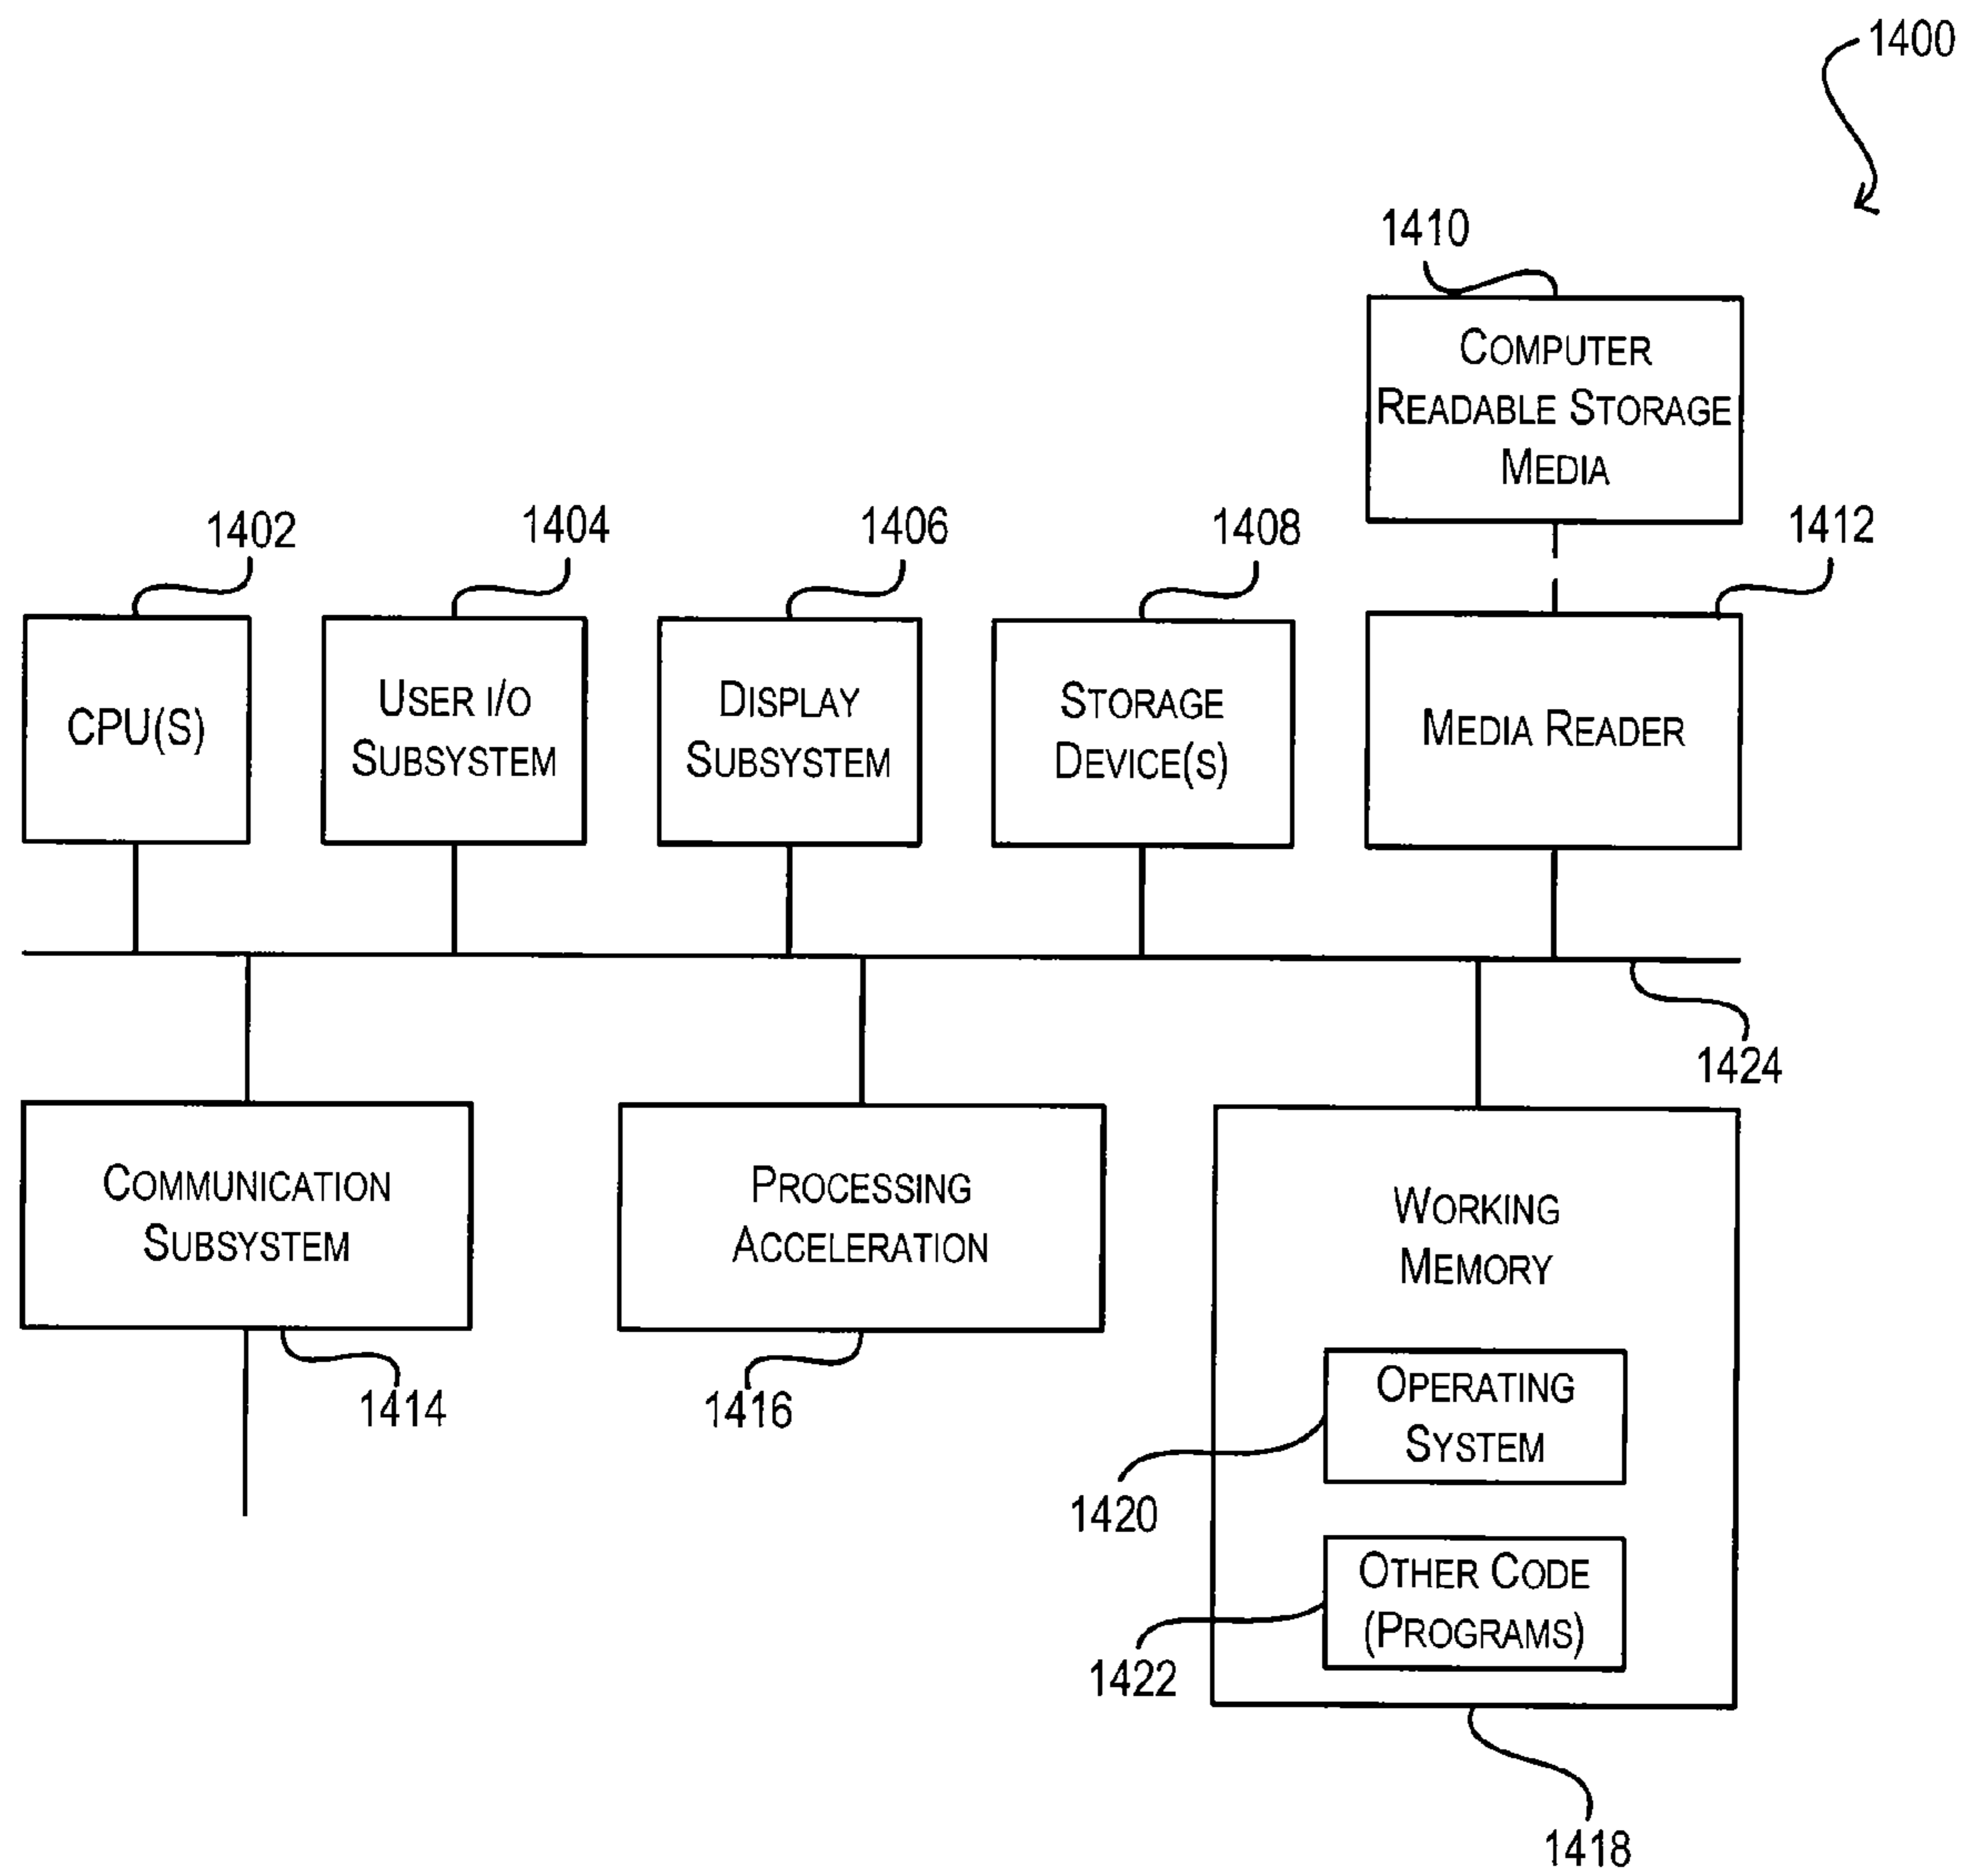 1400
1410
COMPUTER
READABLE STORAGE
MEDIA
1402
1404
1406
1408
1412
CPU(S)
USER I/O
SUBSYSTEM
DISPLAY
SUBSYSTEM
STORAGE
DEVICE(S)
MEDIA READER
1424
COMMUNICATION
SUBSYSTEM
PROCESSING
ACCELERATION
WORKING
MEMORY
1414
1416
OPERATING
SYSTEM
1420
OTHER CODE
(PROGRAMS)
1422
1418